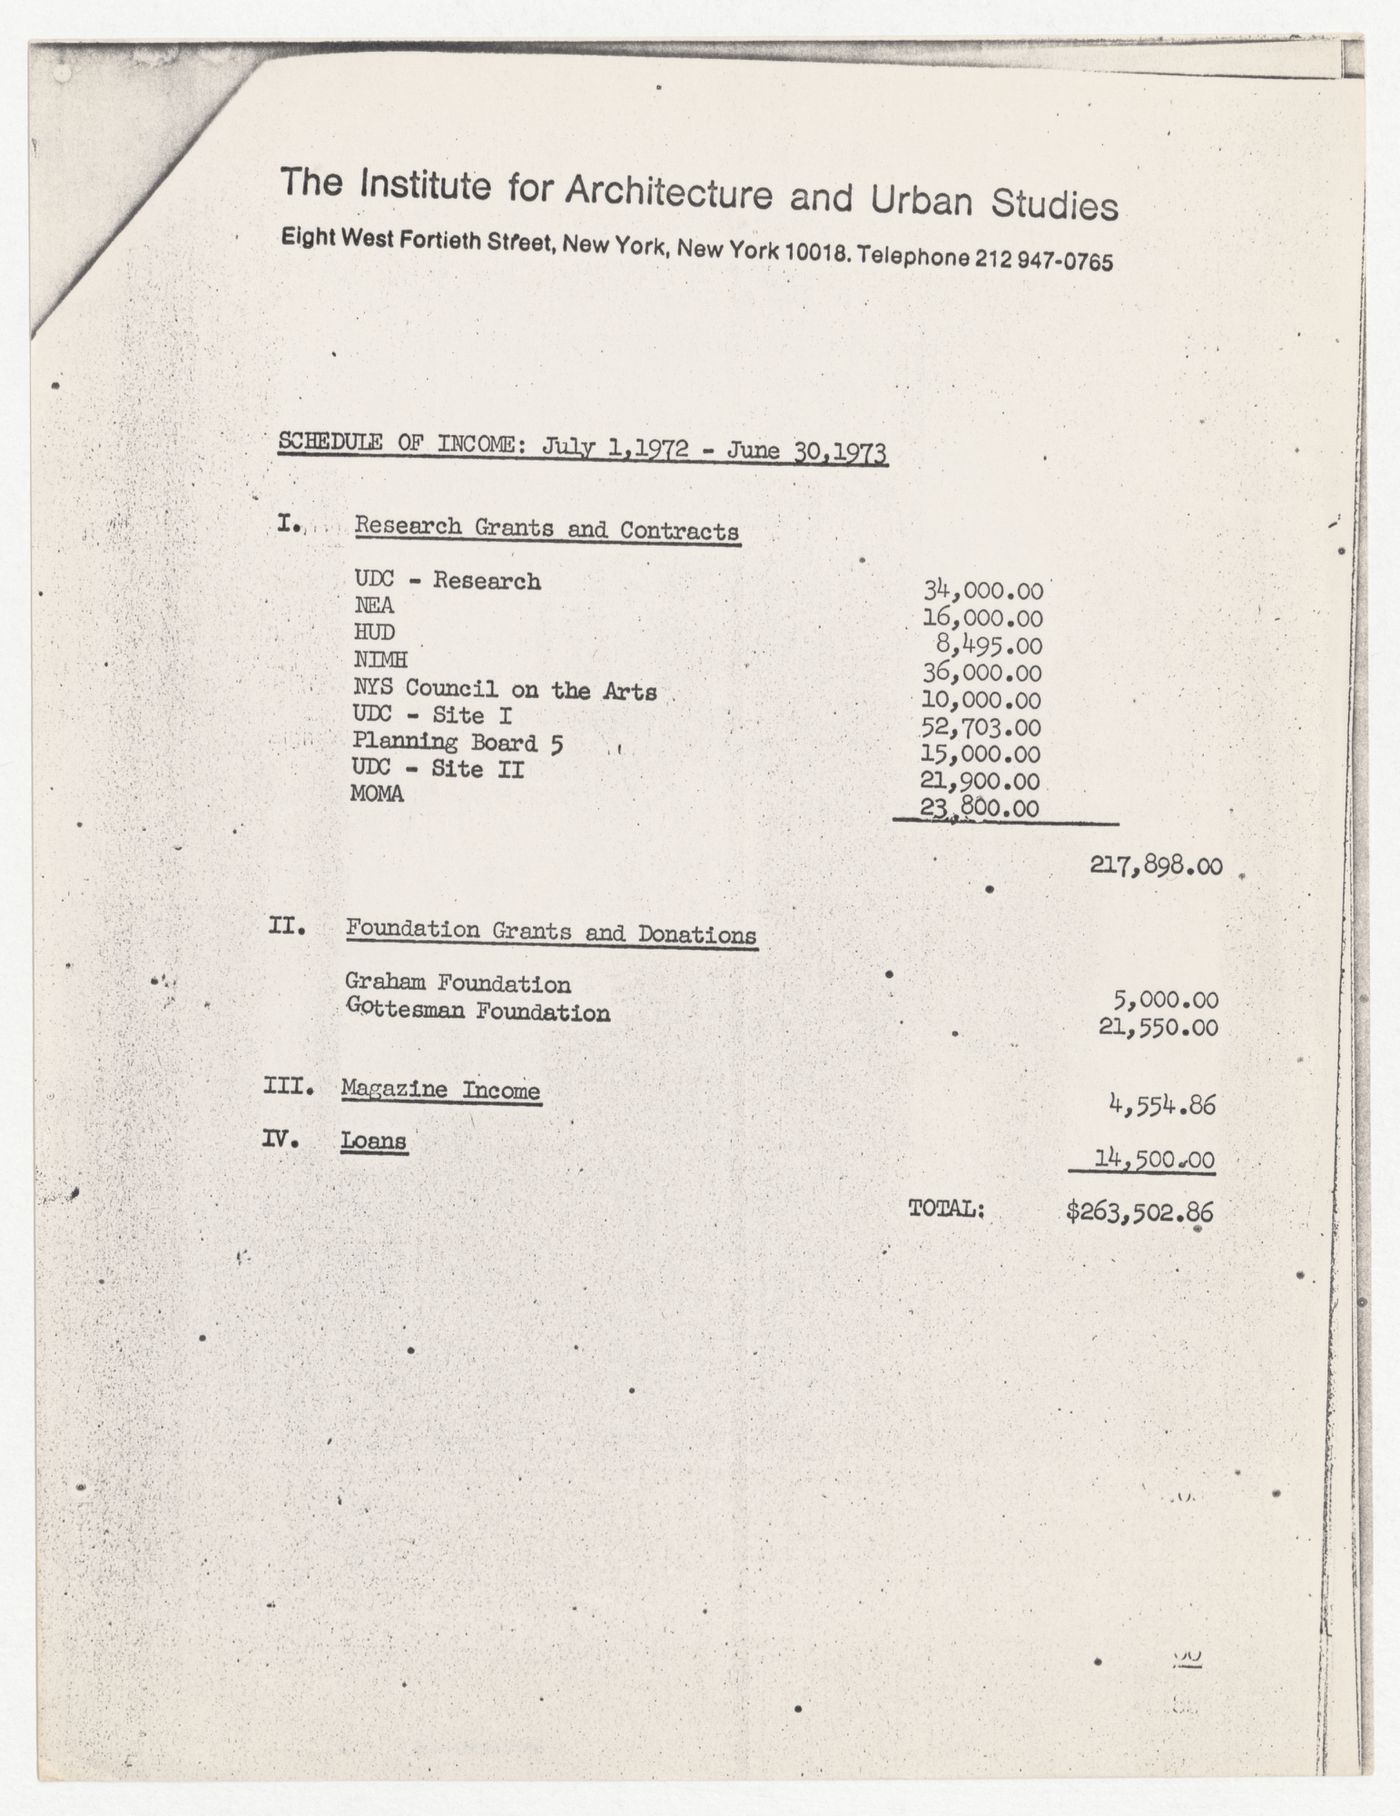 The Institute for Architecture and Urban Studies
Eight West Fortieth Street, New York, New York 10018. Telephone 212 947-0765
SCHEDULE OF INCOME: July 1,1972 - June 30,1973
I. Research Grants and Contracts
UDC - Research 34,000.00
NEA 16,000.00
HUD 8,495.00
NIMH 36,000.00
NYS Council on the Arts 10,000.00
UDC - Site I 52,703.00
Planning Board 5 15,000.00
UDC - Site II 21,900.00
MOMA 23,800.00
217,898.00
II. Foundation Grants and Donations
Graham Foundation 5,000.00
Gottesman Foundation 21,550.00
III. Magazine Income 4,554.86
IV. Loans 14,500.00
TOTAL: $263,502.86